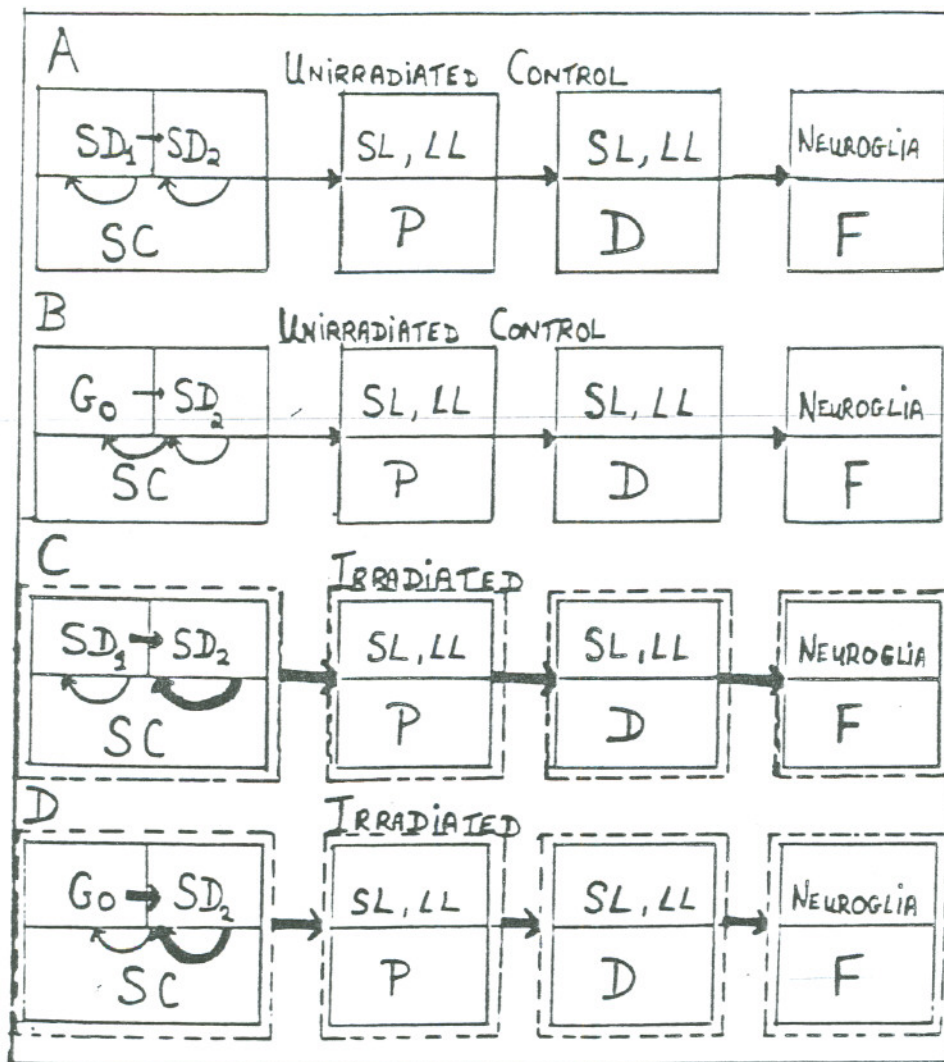 A
UNIRRADIATED CONTROL
SD1 → SD2
SL, LL
SL, LL
NEUROGLIA
SC
P
D
F
B
UNIRRADIATED CONTROL
G0 → SD2
SL, LL
SL, LL
NEUROGLIA
SC
P
D
F
C
IRRADIATED
SD1 → SD2
SL, LL
SL, LL
NEUROGLIA
SC
P
D
F
D
IRRADIATED
G0 → SD2
SL, LL
SL, LL
NEUROGLIA
SC
P
D
F